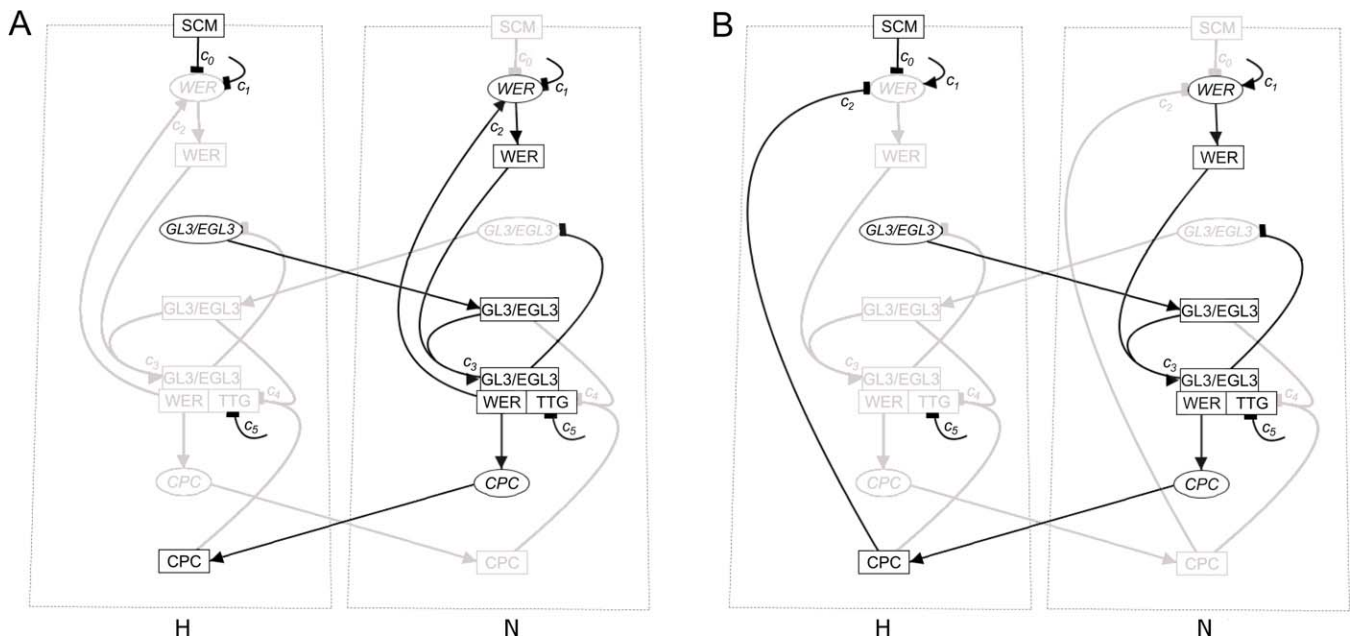 A
B
SCM
SCM
SCM
SCM
c0
c0
c0
c0
WER
c1
WER
c1
WER
c1
WER
c1
c2
c2
c2
c2
WER
WER
WER
WER
GL3/EGL3
GL3/EGL3
GL3/EGL3
GL3/EGL3
GL3/EGL3
GL3/EGL3
GL3/EGL3
GL3/EGL3
c3
c3
c3
c3
GL3/EGL3
GL3/EGL3
GL3/EGL3
GL3/EGL3
WER TTG c4
WER TTG c4
WER TTG c4
WER TTG c4
c5
c5
c5
c5
CPC
CPC
CPC
CPC
CPC
CPC
CPC
CPC
H
N
H
N